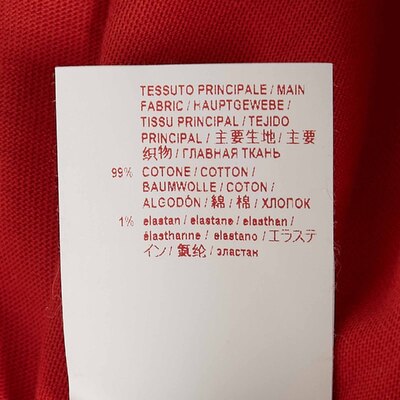 TESSUTO PRINCIPALE / MAIN
FABRIC / HAUPTGEWEBE /
TISSU PRINCIPAL / TEJIDO
PRINCIPAL / 主要生地 / 主要
织物 / ГЛАВНАЯ ТКАНЬ
99% COTONE / COTTON /
BAUMWOLLE / COTON /
ALGODÓN / 綿 / 棉 / ХЛОПОК
1% elastan / elastane / elasthan /
élasthanne / elastano / エラステ
イン / 氨纶 / эластак